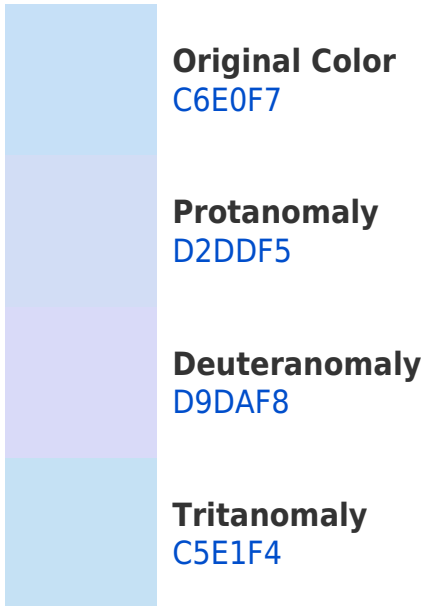 Original Color
C6E0F7
Protanomaly
D2DDF5
Deuteranomaly
D9DAF8
Tritanomaly
C5E1F4